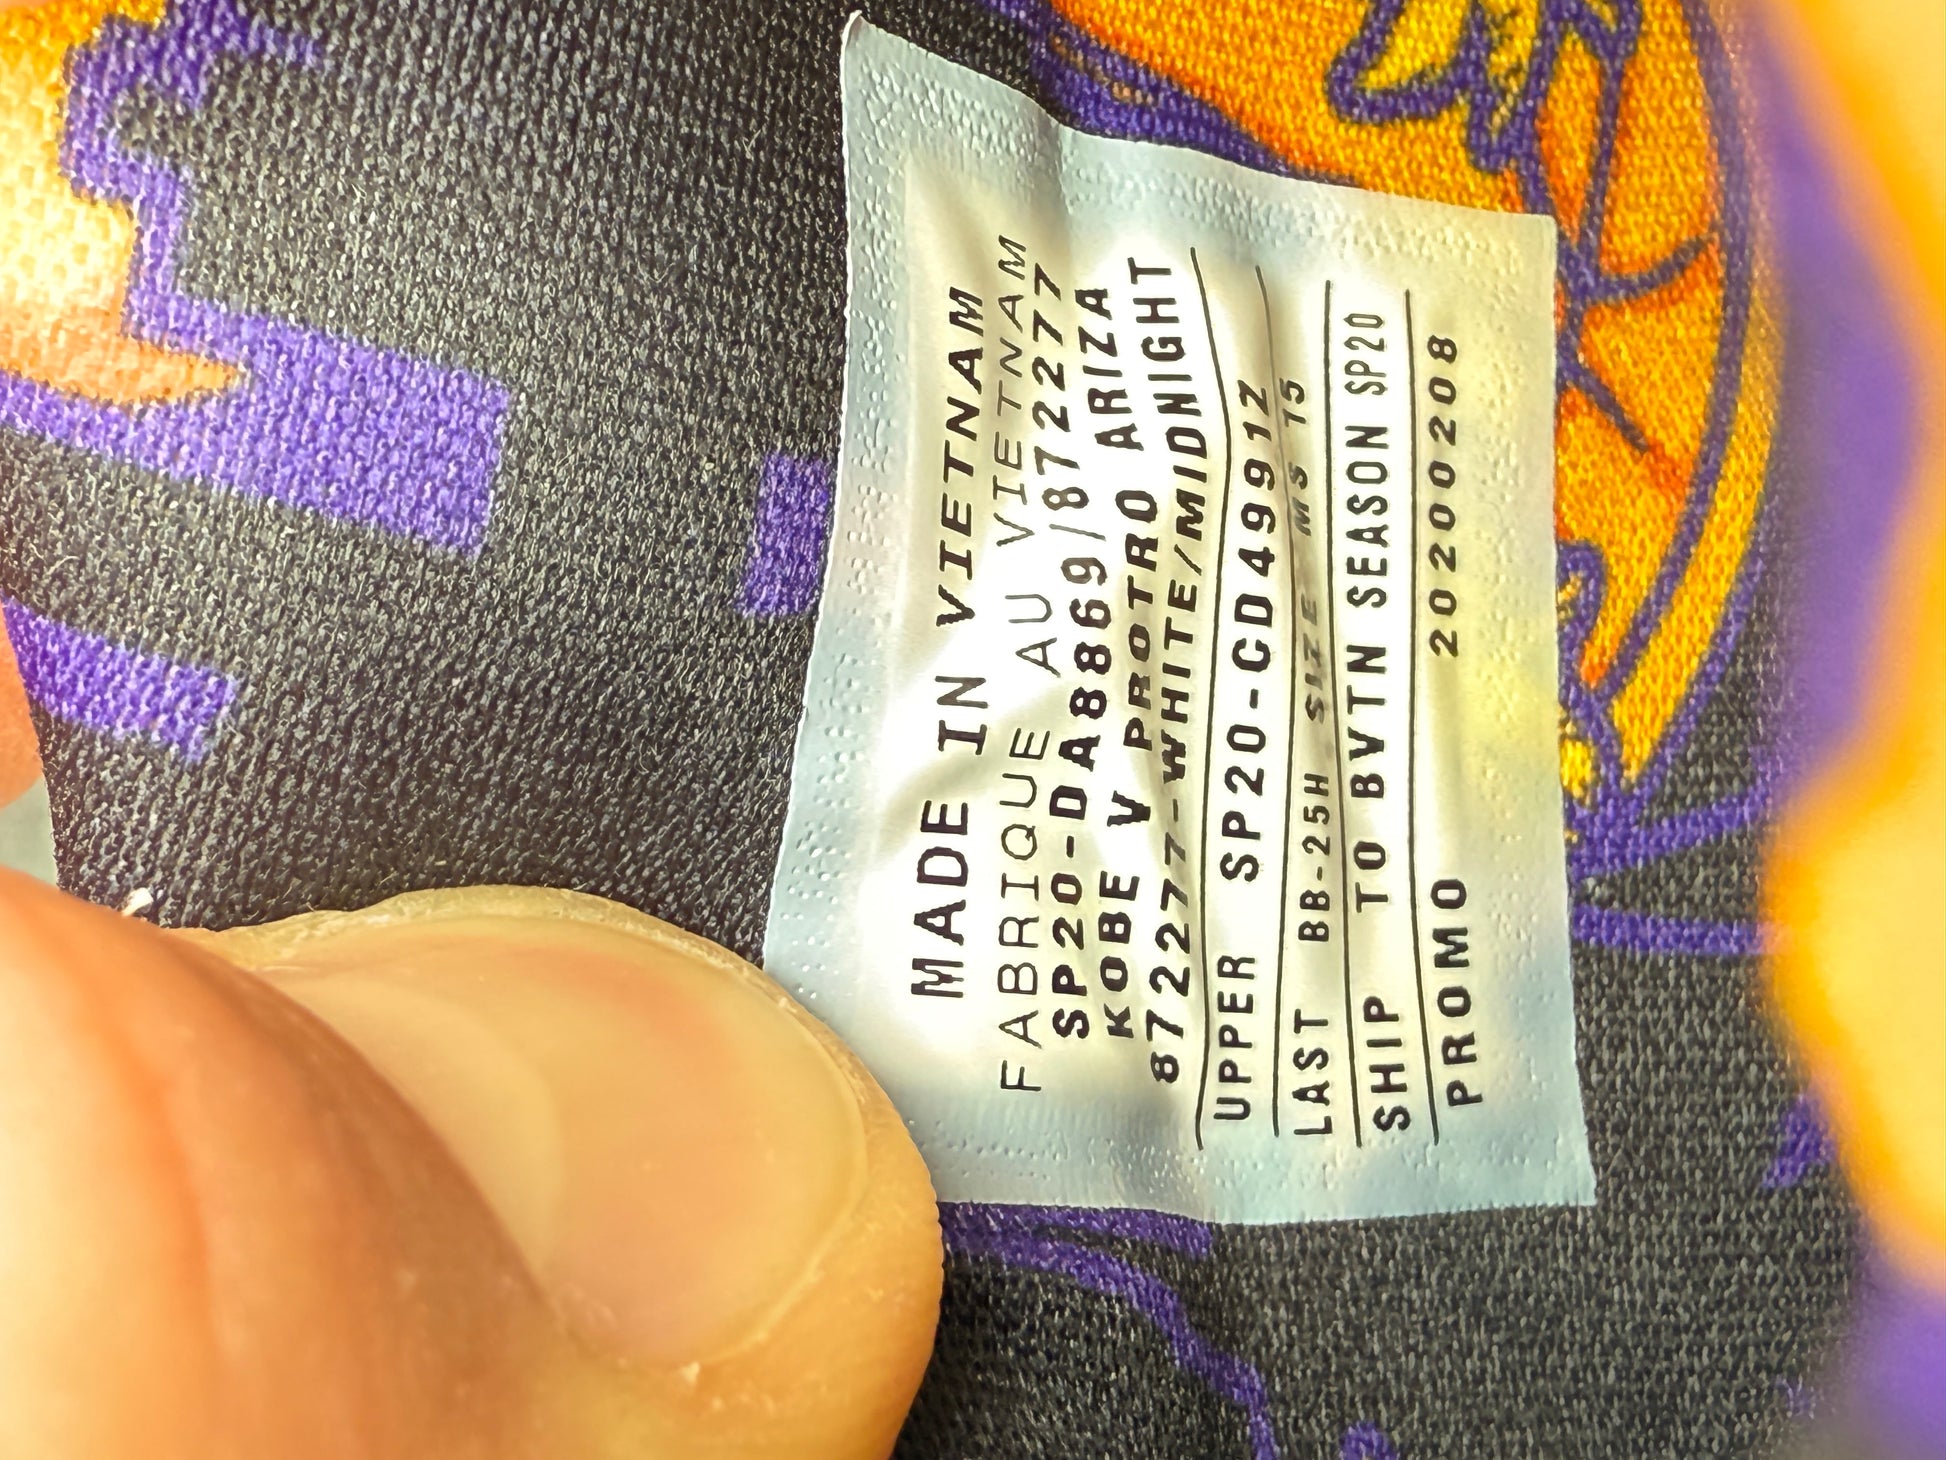 MADE IN VIETNAM
FABRIQUE AU VIETNAM
SP20-DA8869/872277
KOBE V PROTRO ARIZA
872277-WHITE/MIDNIGHT
UPPER SP20-CD4991Z
LAST BB-25H SIZE MS 15
SHIP TO BVTN SEASON SP20
PROMO 20200208